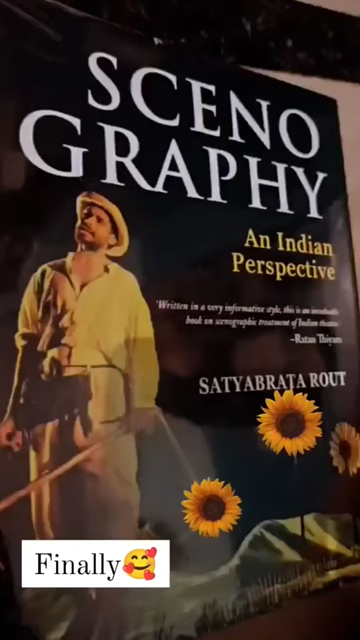 SCENO
GRAPHY
An Indian
Perspective
'Written in a very informative style, this is an invaluable
book on scenographic treatment of Indian theatre.'
–Ratan Thiyam
SATYABRATA ROUT
Finally🥰